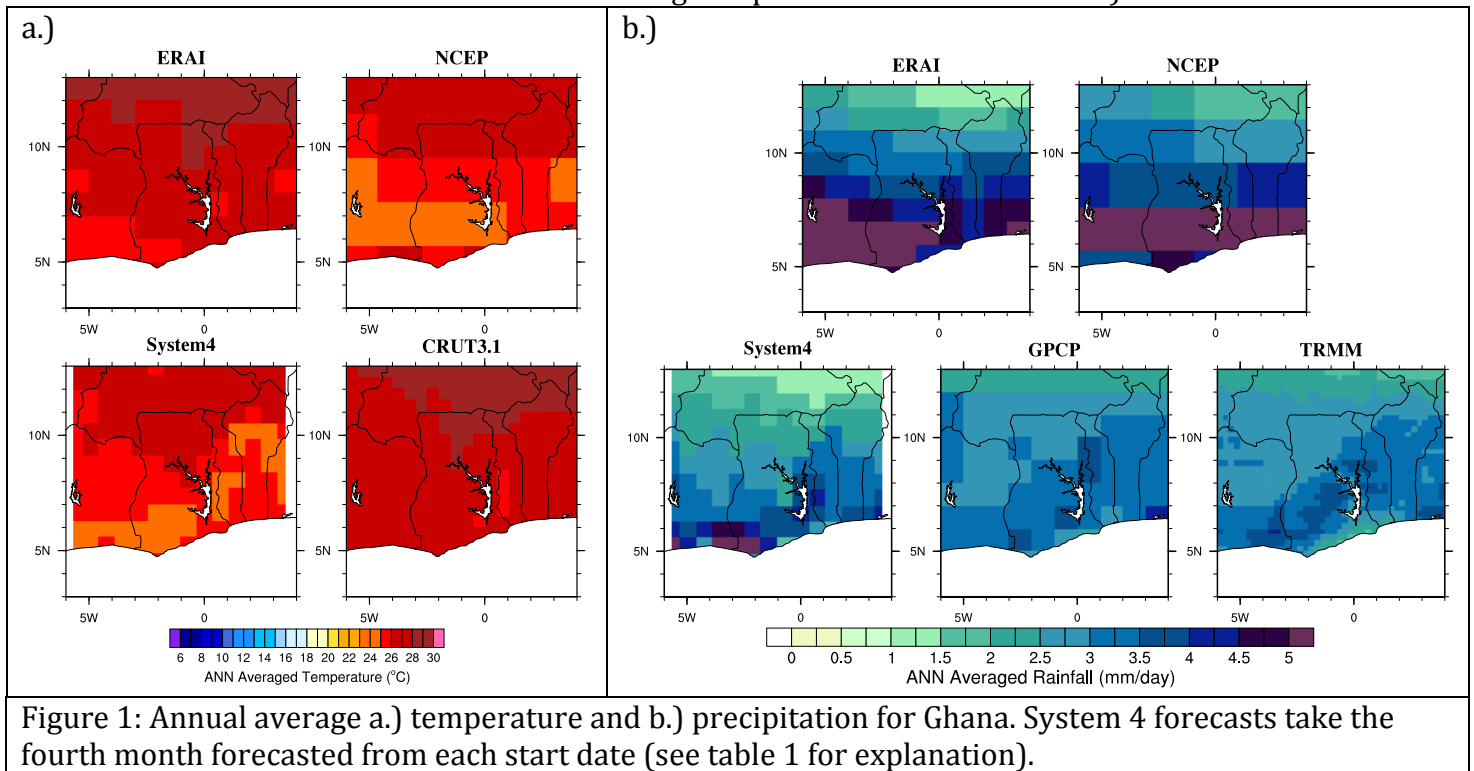 a.)
ERAI
NCEP
10N
10N
5N
5N
5W
0
5W
0
System4
CRUT3.1
10N
10N
5N
5N
5W
0
5W
0
6 8 10 12 14 16 18 20 22 24 25 26 28 30
ANN Averaged Temperature (°C)
b.)
ERAI
NCEP
10N
10N
5N
5N
5W
0
5W
0
System4
GPCP
TRMM
10N
10N
10N
5N
5N
5N
5W
0
5W
0
5W
0
0 0.5 1 1.5 2 2.5 3 3.5 4 4.5 5
ANN Averaged Rainfall (mm/day)
Figure 1: Annual average a.) temperature and b.) precipitation for Ghana. System 4 forecasts take the
fourth month forecasted from each start date (see table 1 for explanation).